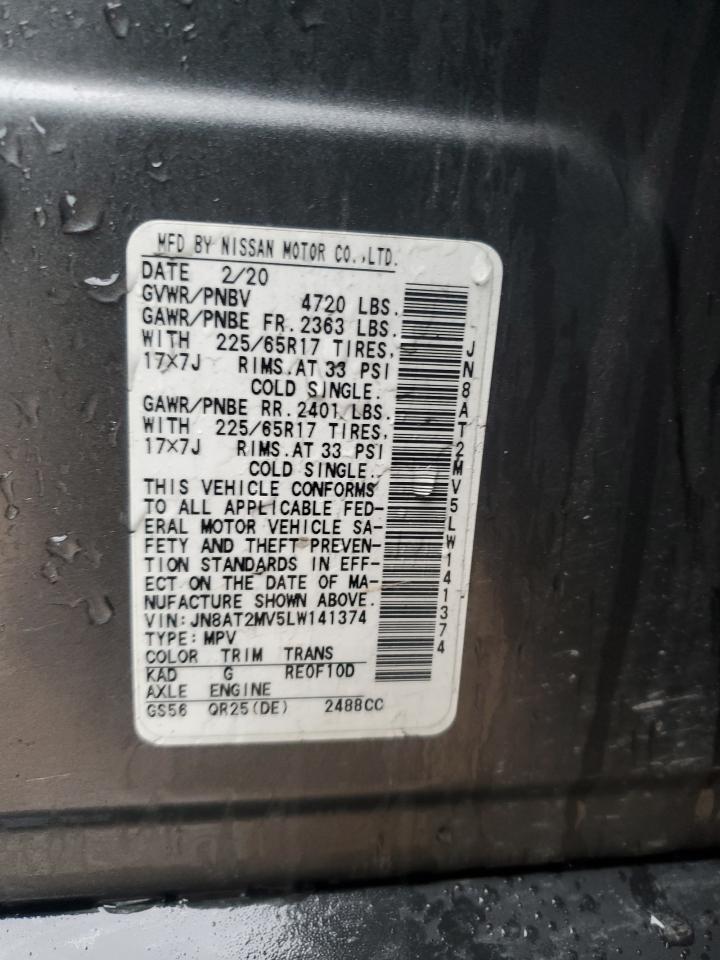 MFD BY NISSAN MOTOR CO.,LTD.
DATE 2/20
GVWR/PNBV 4720 LBS.
GAWR/PNBE FR. 2363 LBS.
WITH 225/65R17 TIRES,
17X7J RIMS.AT 33 PSI
COLD SINGLE.
GAWR/PNBE RR. 2401 LBS.
WITH 225/65R17 TIRES,
17X7J RIMS.AT 33 PSI
COLD SINGLE.
THIS VEHICLE CONFORMS
TO ALL APPLICABLE FED-
ERAL MOTOR VEHICLE SA-
FETY AND THEFT PREVEN-
TION STANDARDS IN EFF-
ECT ON THE DATE OF MA-
NUFACTURE SHOWN ABOVE.
VIN:JN8AT2MV5LW141374
TYPE:MPV
COLOR TRIM TRANS
KAD G RE0F10D
AXLE ENGINE
GS56 QR25(DE) 2488CC
JN8AT2MV5LW141374